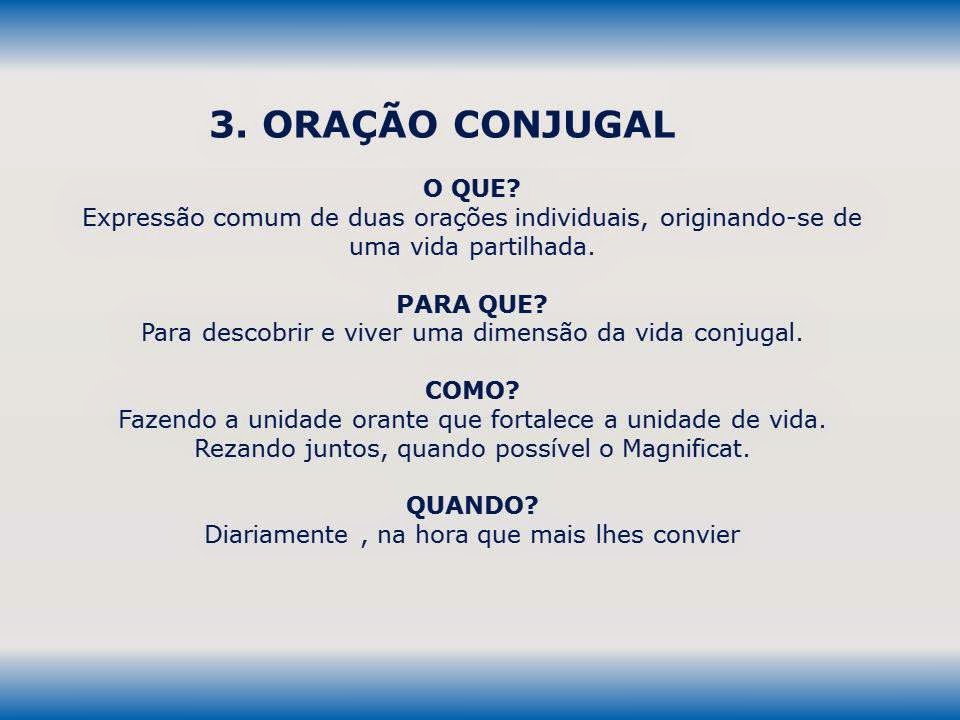 3. ORAÇÃO CONJUGAL
O QUE?
Expressão comum de duas orações individuais, originando-se de
uma vida partilhada.
PARA QUE?
Para descobrir e viver uma dimensão da vida conjugal.
COMO?
Fazendo a unidade orante que fortalece a unidade de vida.
Rezando juntos, quando possível o Magnificat.
QUANDO?
Diariamente , na hora que mais lhes convier